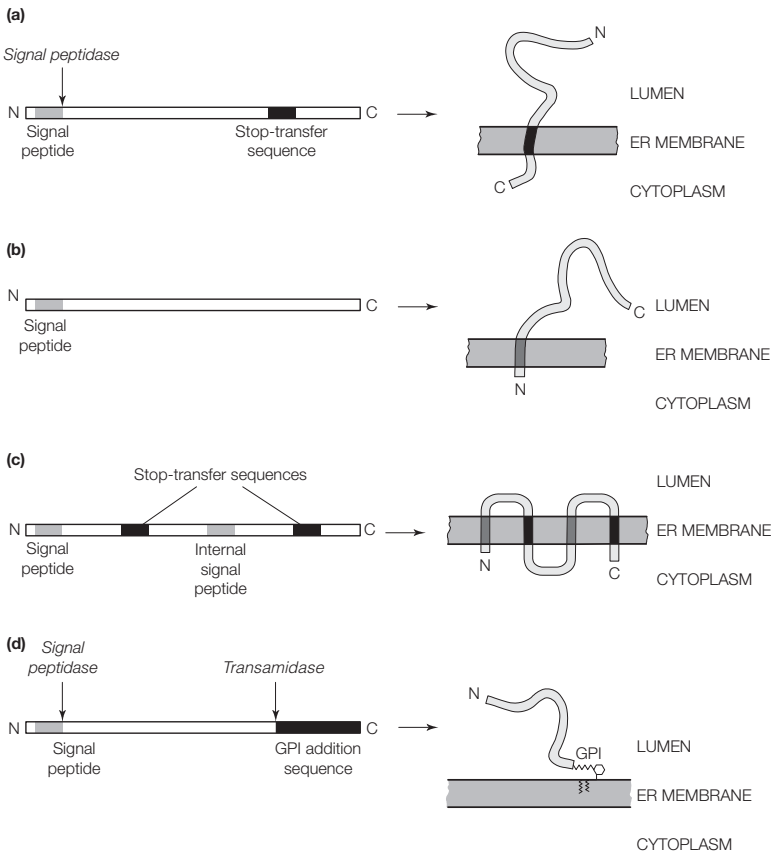 (a)
Signal peptidase
N
C
Signal
peptide
Stop-transfer
sequence
N
C
LUMEN
ER MEMBRANE
CYTOPLASM
(b)
N
C
Signal
peptide
C
N
LUMEN
ER MEMBRANE
CYTOPLASM
(c)
Stop-transfer sequences
N
C
Signal
peptide
Internal
signal
peptide
N
C
LUMEN
ER MEMBRANE
CYTOPLASM
(d)
Signal
peptidase
Transamidase
N
C
Signal
peptide
GPI addition
sequence
N
GPI
LUMEN
ER MEMBRANE
CYTOPLASM